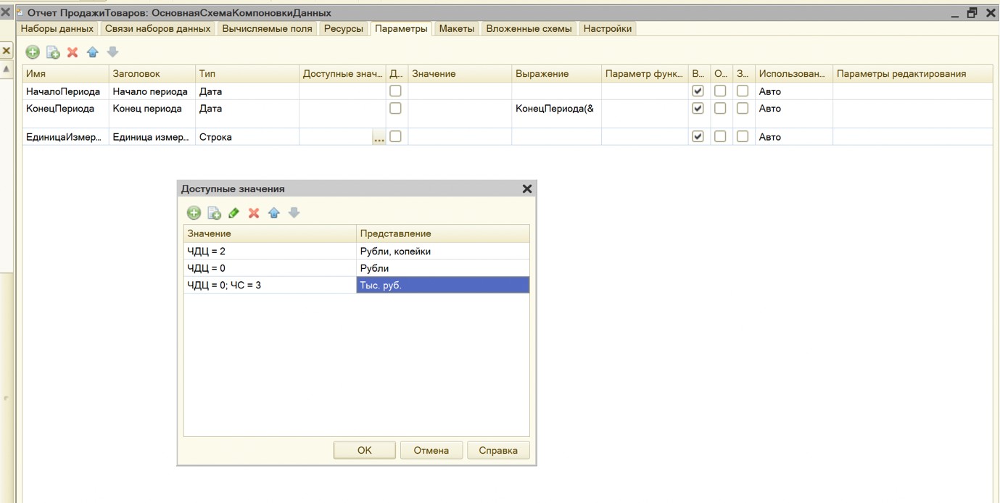 Отчет ПродажиТоваров: ОсновнаяСхемаКомпоновкиДанных
Наборы данных Связи наборов данных Вычисляемые поля Ресурсы Параметры Макеты Вложенные схемы Настройки
Имя Заголовок Тип Доступные знач... Д... Значение Выражение Параметр функ... В... О... З... Использован... Параметры редактирования
НачалоПериода Начало периода Дата Авто
КонецПериода Конец периода Дата КонецПериода(& Авто
ЕдиницаИзмер... Единица измер... Строка ... Авто
Доступные значения
Значение Представление
ЧДЦ = 2 Рубли, копейки
ЧДЦ = 0 Рубли
ЧДЦ = 0; ЧС = 3 Тыс. руб.
ОК Отмена Справка